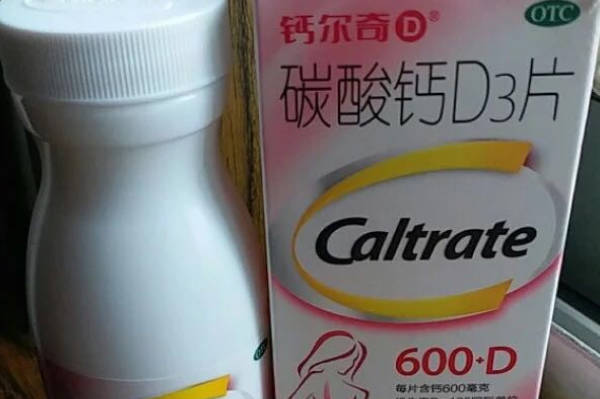 钙尔奇D®
OTC
碳酸钙D3片
Caltrate
600+D
每片含钙600毫克